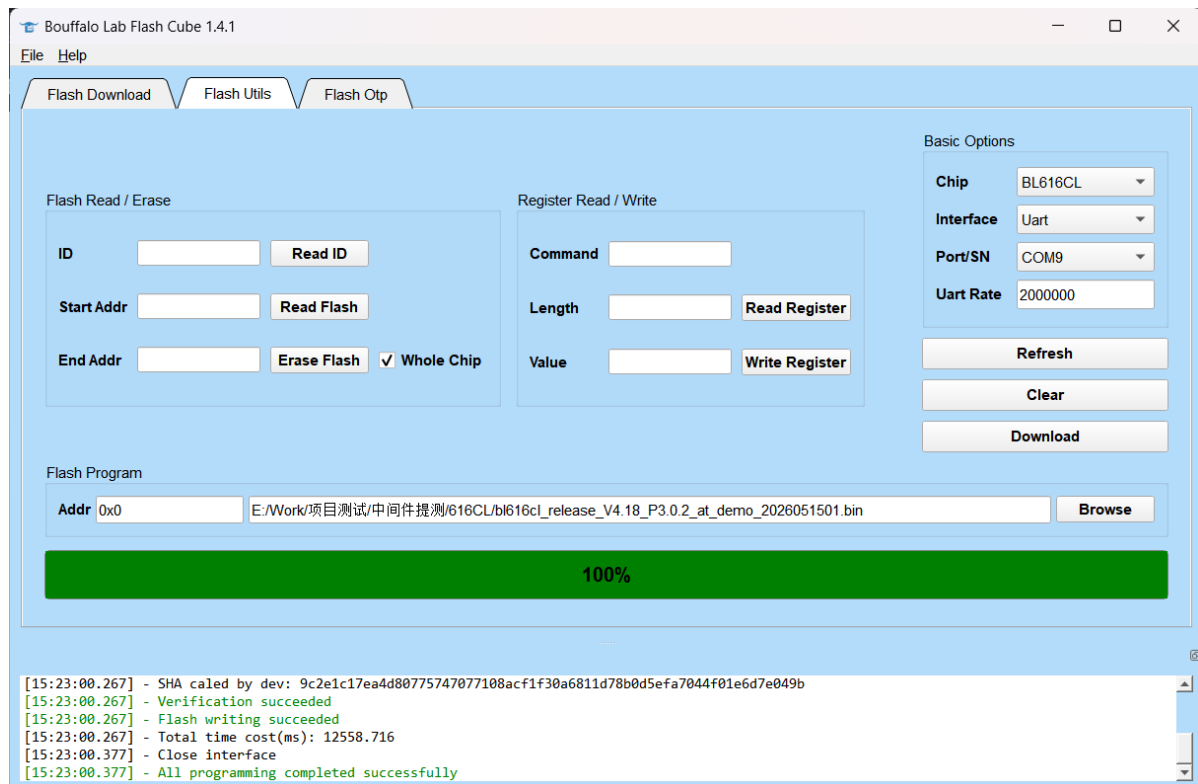 Bouffalo Lab Flash Cube 1.4.1
File Help
Flash Download Flash Utils Flash Otp
Basic Options
Chip BL616CL
Interface Uart
Port/SN COM9
Uart Rate 2000000
Refresh
Clear
Download
Flash Read / Erase
ID Read ID
Start Addr Read Flash
End Addr Erase Flash Whole Chip
Register Read / Write
Command
Length Read Register
Value Write Register
Flash Program
Addr 0x0 E:/Work/项目测试/中间件提测/616CL/bl616cl_release_V4.18_P3.0.2_at_demo_2026051501.bin Browse
100%
[15:23:00.267] - SHA caled by dev: 9c2e1c17ea4d80775747077108acf1f30a6811d78b0d5efa7044f01e6d7e049b
[15:23:00.267] - Verification succeeded
[15:23:00.267] - Flash writing succeeded
[15:23:00.267] - Total time cost(ms): 12558.716
[15:23:00.377] - Close interface
[15:23:00.377] - All programming completed successfully